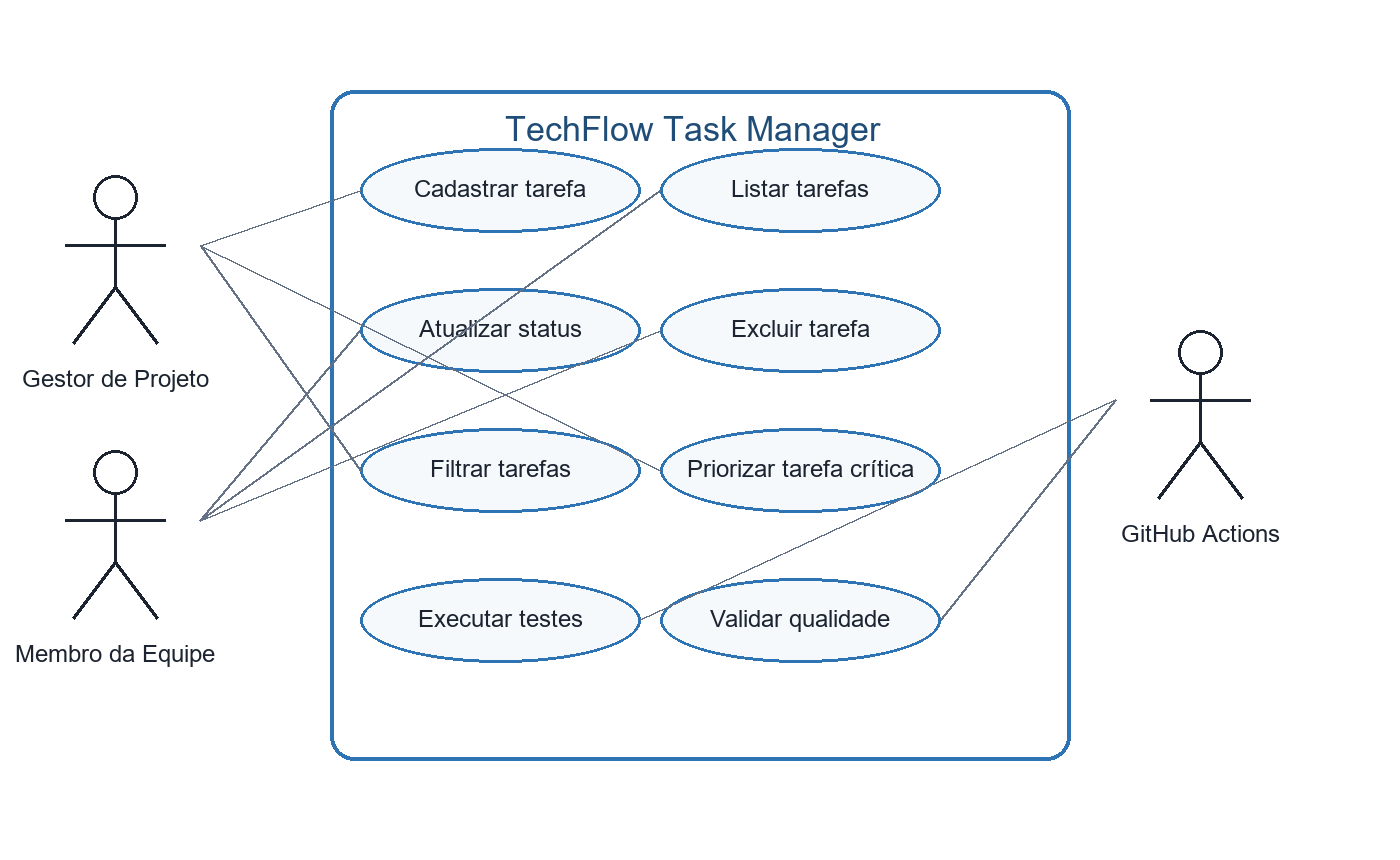 TechFlow Task Manager
Cadastrar tarefa
Listar tarefas
Atualizar status
Excluir tarefa
Filtrar tarefas
Priorizar tarefa crítica
Executar testes
Validar qualidade
Gestor de Projeto
Membro da Equipe
GitHub Actions